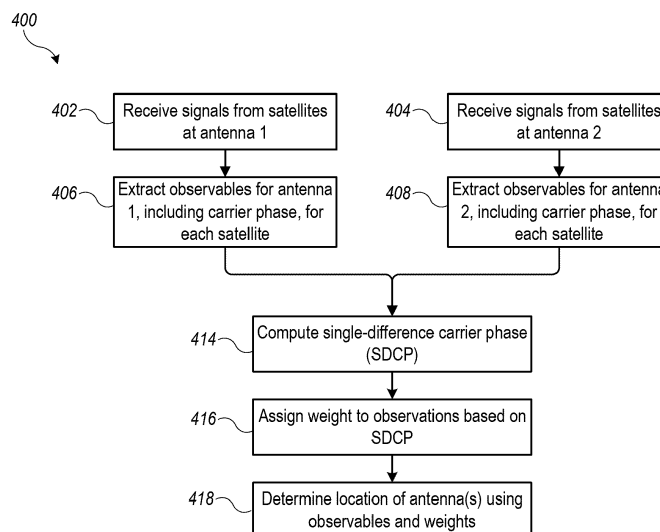 400
402
Receive signals from satellites
at antenna 1
404
Receive signals from satellites
at antenna 2
406
Extract observables for antenna
1, including carrier phase, for
each satellite
408
Extract observables for antenna
2, including carrier phase, for
each satellite
414
Compute single-difference carrier phase
(SDCP)
416
Assign weight to observations based on
SDCP
418
Determine location of antenna(s) using
observables and weights